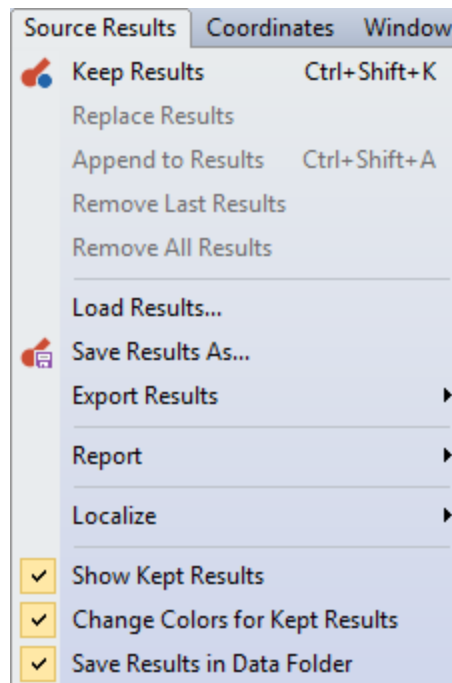 Source Results Coordinates Window
Keep Results Ctrl+Shift+K
Replace Results
Append to Results Ctrl+Shift+A
Remove Last Results
Remove All Results
Load Results...
Save Results As...
Export Results
Report
Localize
Show Kept Results
Change Colors for Kept Results
Save Results in Data Folder